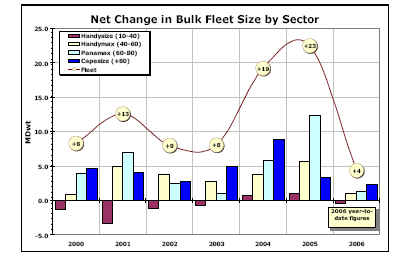 Net Change in Bulk Fleet Size by Sector
25.0
20.0
15.0
10.0
5.0
0.0
-5.0
MDwt
Handysize (10-40)
Handymax (40-60)
Panamax (60-80)
Capesize (+80)
Fleet
+8
+13
+8
+8
+19
+23
+4
2006 year-to-
date figures
2000
2001
2002
2003
2004
2005
2006